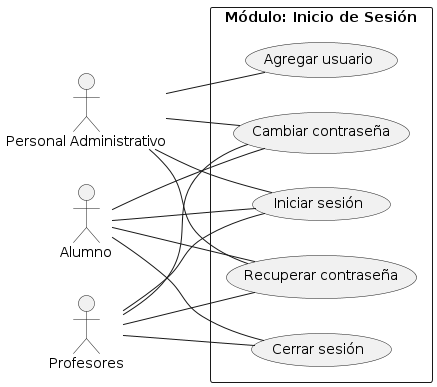 Módulo: Inicio de Sesión
Agregar usuario
Personal Administrativo
Cambiar contraseña
Iniciar sesión
Alumno
Recuperar contraseña
Cerrar sesión
Profesores